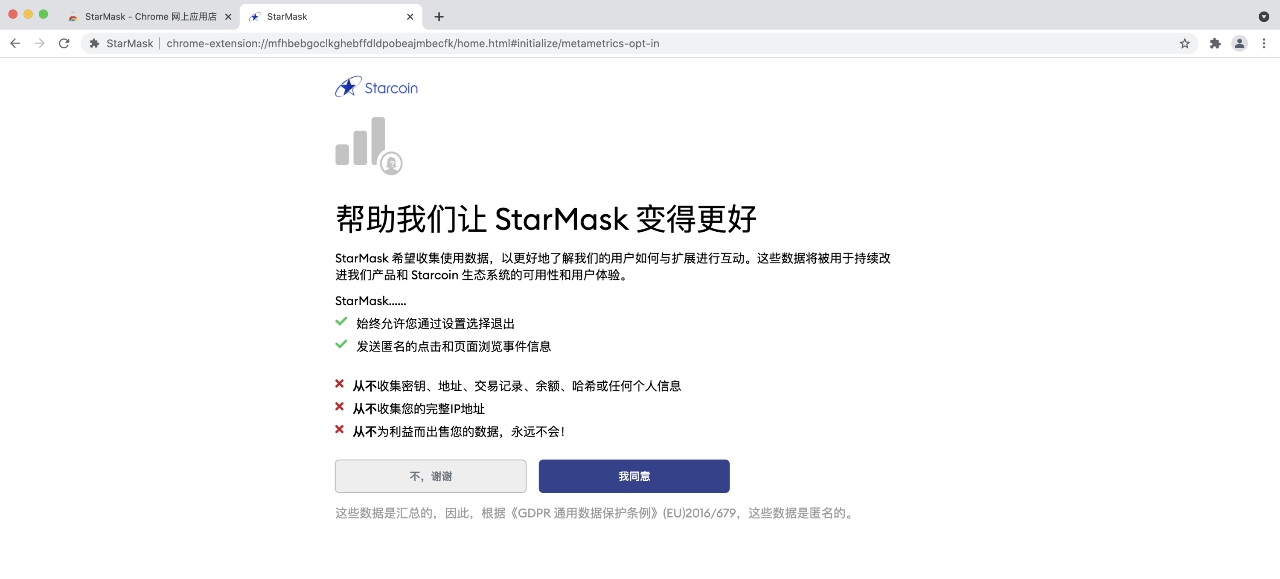 StarMask - Chrome 网上应用店
StarMask
StarMask
chrome-extension://mfhbebgoclkghebffdldpobeajmbecfk/home.html#initialize/metametrics-opt-in
Starcoin
帮助我们让 StarMask 变得更好
StarMask 希望收集使用数据，以更好地了解我们的用户如何与扩展进行互动。这些数据将被用于持续改
进我们产品和 Starcoin 生态系统的可用性和用户体验。
StarMask......
始终允许您通过设置选择退出
发送匿名的点击和页面浏览事件信息
从不收集密钥、地址、交易记录、余额、哈希或任何个人信息
从不收集您的完整IP地址
从不为利益而出售您的数据，永远不会！
不，谢谢
我同意
这些数据是汇总的，因此，根据《GDPR 通用数据保护条例》(EU)2016/679，这些数据是匿名的。